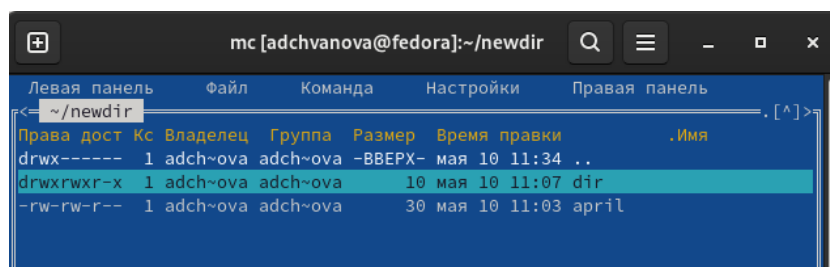 mc [adchvanova@fedora]:~/newdir
Левая панель Файл Команда Настройки Правая панель
<─ ~/newdir .[^]>
Права дост Кс Владелец Группа Размер Время правки .Имя
drwx------ 1 adch~ova adch~ova -ВВЕРХ- мая 10 11:34 ..
drwxrwxr-x 1 adch~ova adch~ova 10 мая 10 11:07 dir
-rw-rw-r-- 1 adch~ova adch~ova 30 мая 10 11:03 april